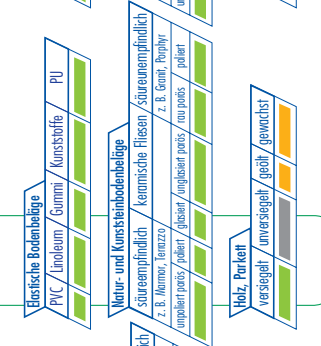 Elastische Bodenbeläge
PVC Linoleum Gummi Kunststoffe PU
Natur- und Kunststeinbodenbeläge
säureempfindlich keramische Fliesen säureunempfindlich
z. B. Marmor, Terrazzo z. B. Granit, Porphyr
unpoliert porös poliert glasiert unglasiert porös rau porös poliert
Holz, Parkett
versiegelt unversiegelt geölt gewachst